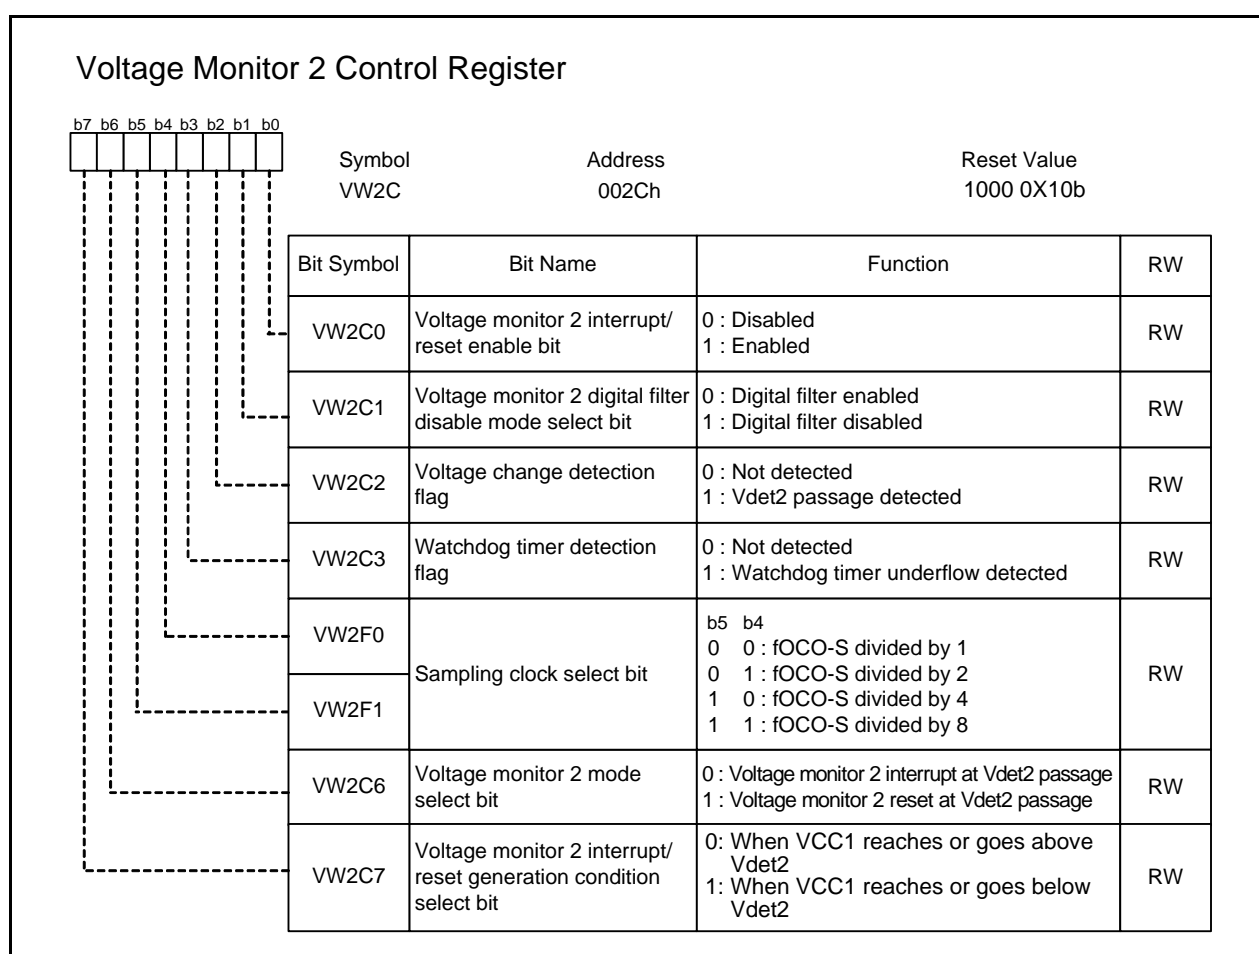 Voltage Monitor 2 Control Register
b7 b6 b5 b4 b3 b2 b1 b0
Symbol Address Reset Value
VW2C 002Ch 1000 0X10b
Bit Symbol Bit Name Function RW
VW2C0 Voltage monitor 2 interrupt/ reset enable bit 0 : Disabled RW
1 : Enabled
VW2C1 Voltage monitor 2 digital filter disable mode select bit 0 : Digital filter enabled RW
1 : Digital filter disabled
VW2C2 Voltage change detection flag 0 : Not detected RW
1 : Vdet2 passage detected
VW2C3 Watchdog timer detection flag 0 : Not detected RW
1 : Watchdog timer underflow detected
VW2F0
VW2F1
Sampling clock select bit
b5 b4
0 0 : fOCO-S divided by 1
0 1 : fOCO-S divided by 2
1 0 : fOCO-S divided by 4
1 1 : fOCO-S divided by 8
RW
VW2C6 Voltage monitor 2 mode select bit 0 : Voltage monitor 2 interrupt at Vdet2 passage RW
1 : Voltage monitor 2 reset at Vdet2 passage
VW2C7 Voltage monitor 2 interrupt/ reset generation condition select bit 0: When VCC1 reaches or goes above Vdet2 RW
1: When VCC1 reaches or goes below Vdet2